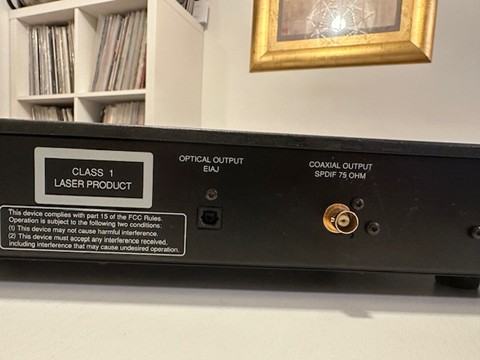 CLASS 1
LASER PRODUCT
OPTICAL OUTPUT
EIAJ
COAXIAL OUTPUT
SPDIF 75 OHM
This device complies with part 15 of the FCC Rules.
Operation is subject to the following two conditions:
(1) This device may not cause harmful interference.
(2) This device must accept any interference received,
including interference that may cause undesired operation.